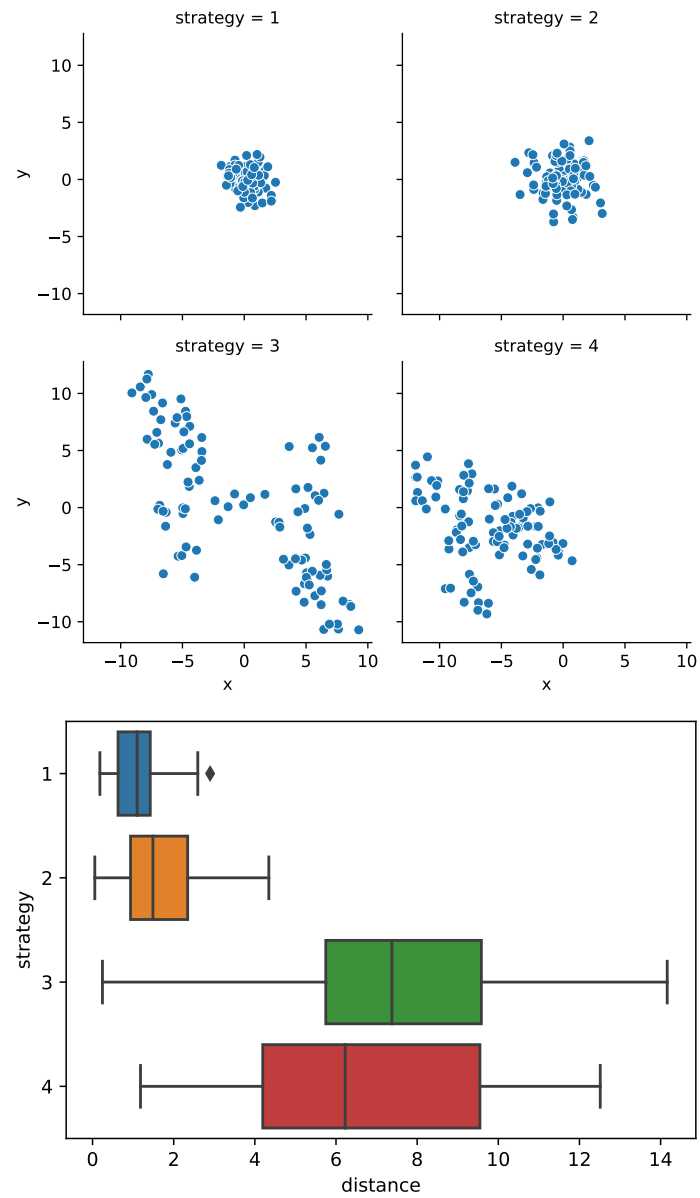 strategy = 1
strategy = 2
10
5
0
−5
−10
y
strategy = 3
strategy = 4
10
5
0
−5
−10
y
−10 −5 0 5 10
−10 −5 0 5 10
x
x
1
2
3
4
strategy
0 2 4 6 8 10 12 14
distance